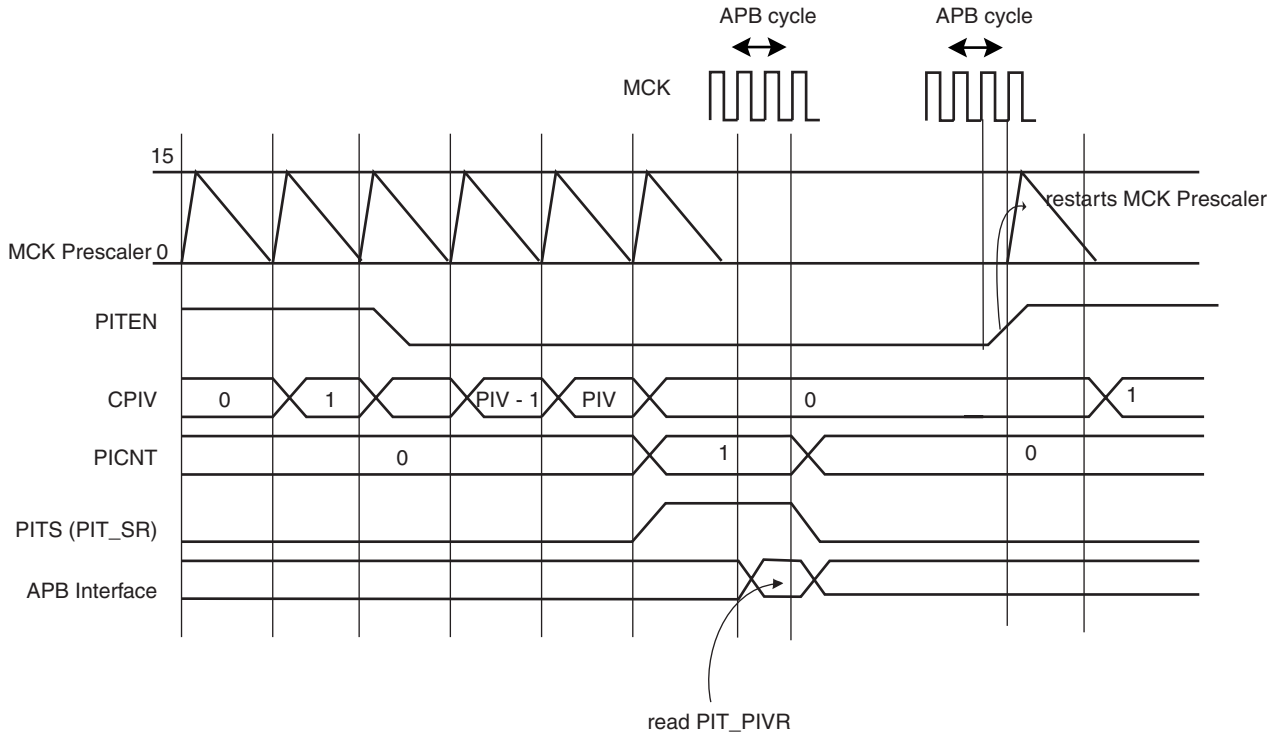 APB cycle
APB cycle
MCK
15
restarts MCK Prescaler
MCK Prescaler 0
PITEN
CPIV
0
1
PIV - 1
PIV
0
1
PICNT
0
1
0
PITS (PIT_SR)
APB Interface
read PIT_PIVR